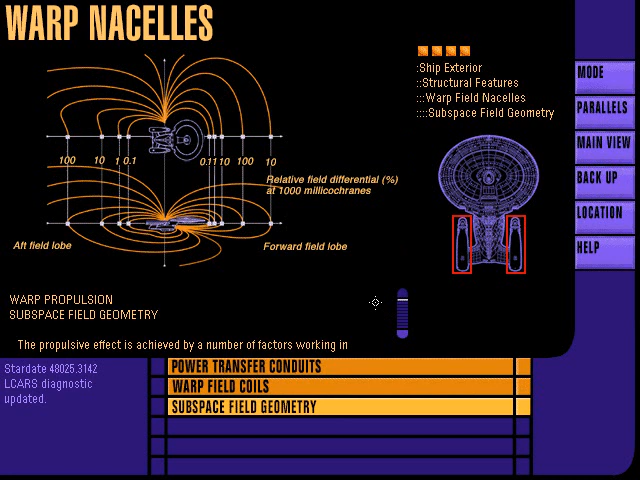 WARP NACELLES
:Ship Exterior
::Structural Features
:::Warp Field Nacelles
::::Subspace Field Geometry
MODE
PARALLELS
MAIN VIEW
BACK UP
LOCATION
HELP
100 10 1 0.1 0.1 1 10 100 10
Relative field differential (%)
at 1000 millicochranes
Aft field lobe
Forward field lobe
WARP PROPULSION
SUBSPACE FIELD GEOMETRY
The propulsive effect is achieved by a number of factors working in
Stardate 48025.3142
LCARS diagnostic
updated.
POWER TRANSFER CONDUITS
WARP FIELD COILS
SUBSPACE FIELD GEOMETRY